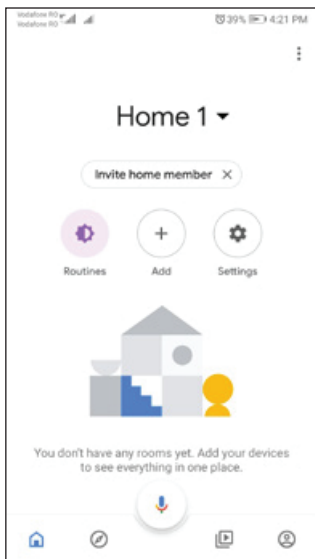 Vodafone RO
Vodafone RO
39% 4:21 PM
Home 1
Invite home member
Routines
Add
Settings
You don't have any rooms yet. Add your devices
to see everything in one place.